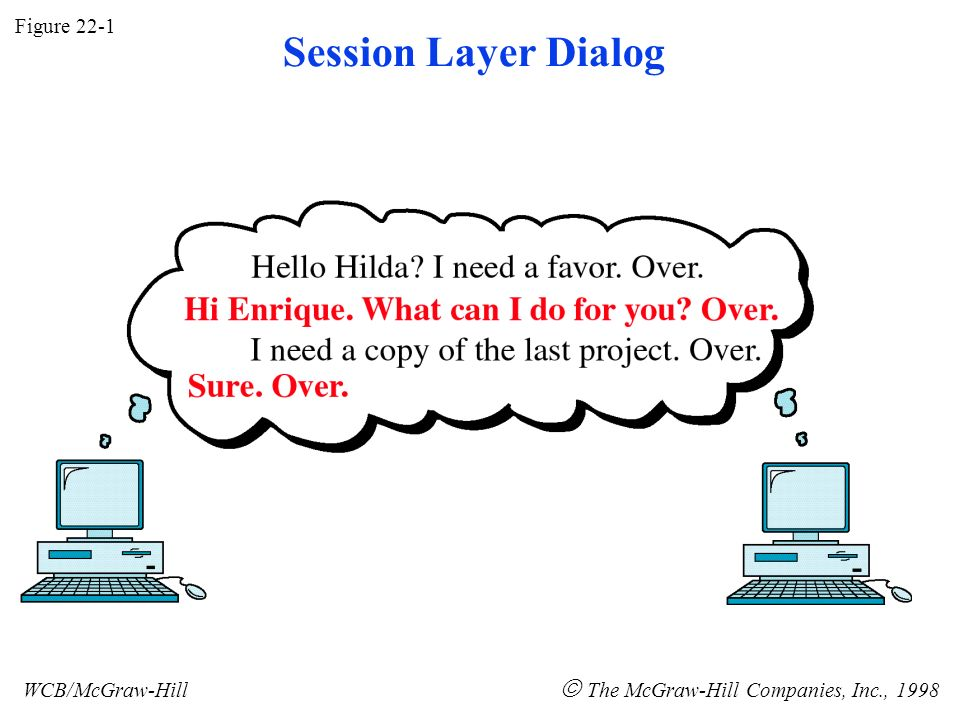 Figure 22-1
Session Layer Dialog
Hello Hilda? I need a favor. Over.
Hi Enrique. What can I do for you? Over.
I need a copy of the last project. Over.
Sure. Over.
WCB/McGraw-Hill
© The McGraw-Hill Companies, Inc., 1998